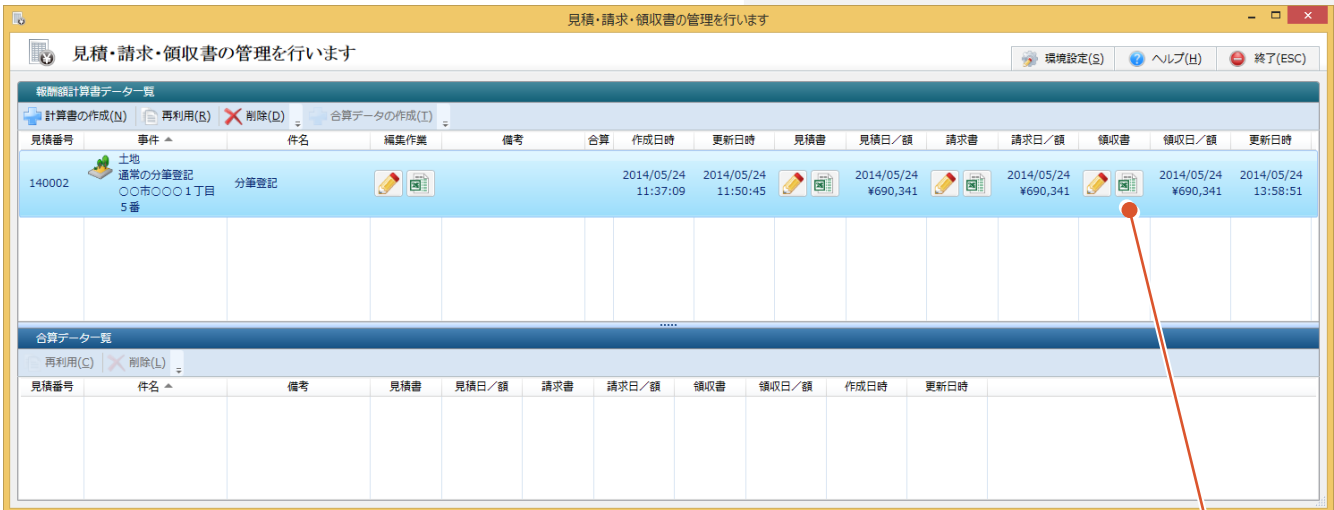 見積・請求・領収書の管理を行います
見積・請求・領収書の管理を行います
環境設定(S) ヘルプ(H) 終了(ESC)
報酬額計算書データ一覧
計算書の作成(N) 再利用(R) 削除(D) 合算データの作成(I)
見積番号 事件 件名 編集作業 備考 合算 作成日時 更新日時 見積書 見積日／額 請求書 請求日／額 領収書 領収日／額 更新日時
土地
140002 通常の分筆登記 分筆登記 2014/05/24 2014/05/24 2014/05/24 2014/05/24 2014/05/24 2014/05/24
〇〇市〇〇〇１丁目 11:37:09 11:50:45 ¥690,341 ¥690,341 ¥690,341 13:58:51
５番
合算データ一覧
再利用(C) 削除(L)
見積番号 件名 備考 見積書 見積日／額 請求書 請求日／額 領収書 領収日／額 作成日時 更新日時